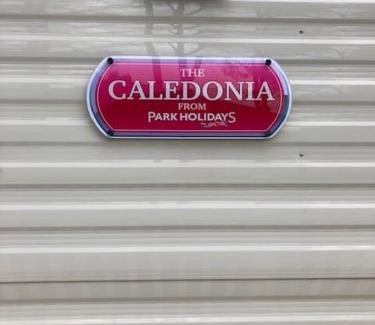 THE
CALEDONIA
FROM
PARK HOLIDAYS